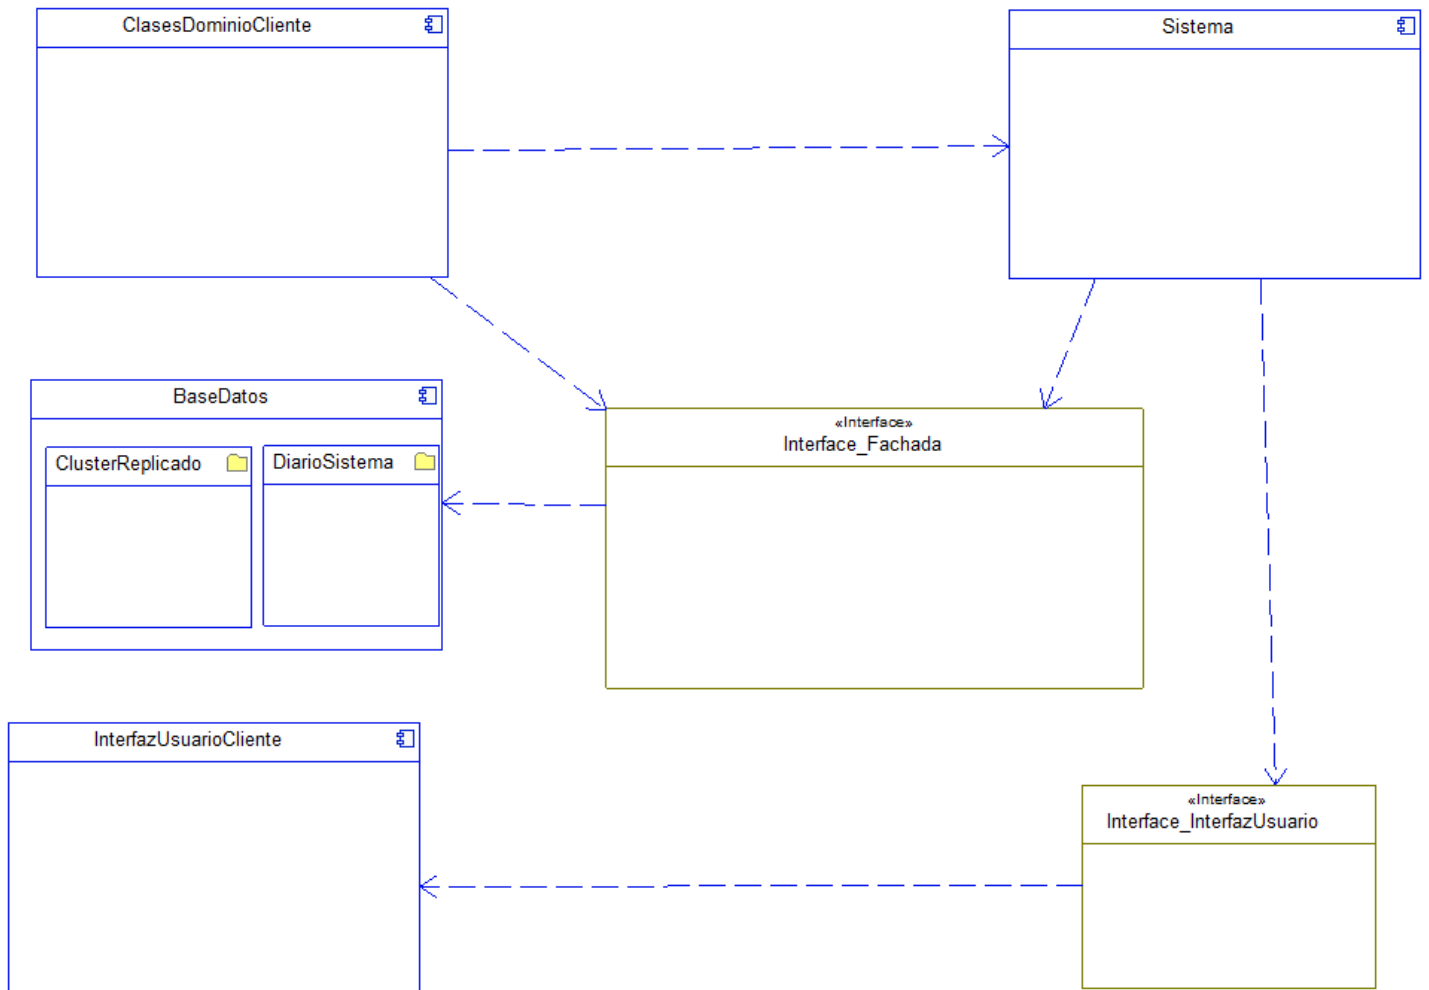 ClasesDominioCliente
Sistema
BaseDatos
ClusterReplicado
DiarioSistema
«Interface»
Interface_Fachada
InterfazUsuarioCliente
«Interface»
Interface_InterfazUsuario